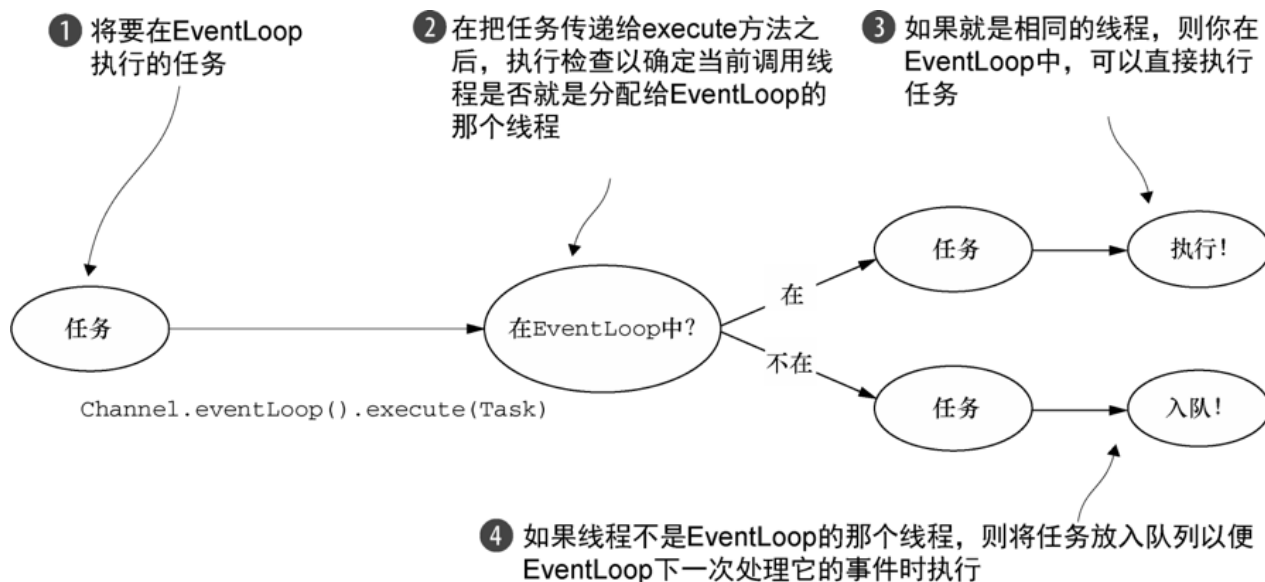 1 将要在EventLoop
执行的任务
2 在把任务传递给execute方法之
后，执行检查以确定当前调用线
程是否就是分配给EventLoop的
那个线程
3 如果就是相同的线程，则你在
EventLoop中，可以直接执行
任务
任务
Channel.eventLoop().execute(Task)
在EventLoop中?
在
任务
执行!
不在
任务
入队!
4 如果线程不是EventLoop的那个线程，则将任务放入队列以便
EventLoop下一次处理它的事件时执行